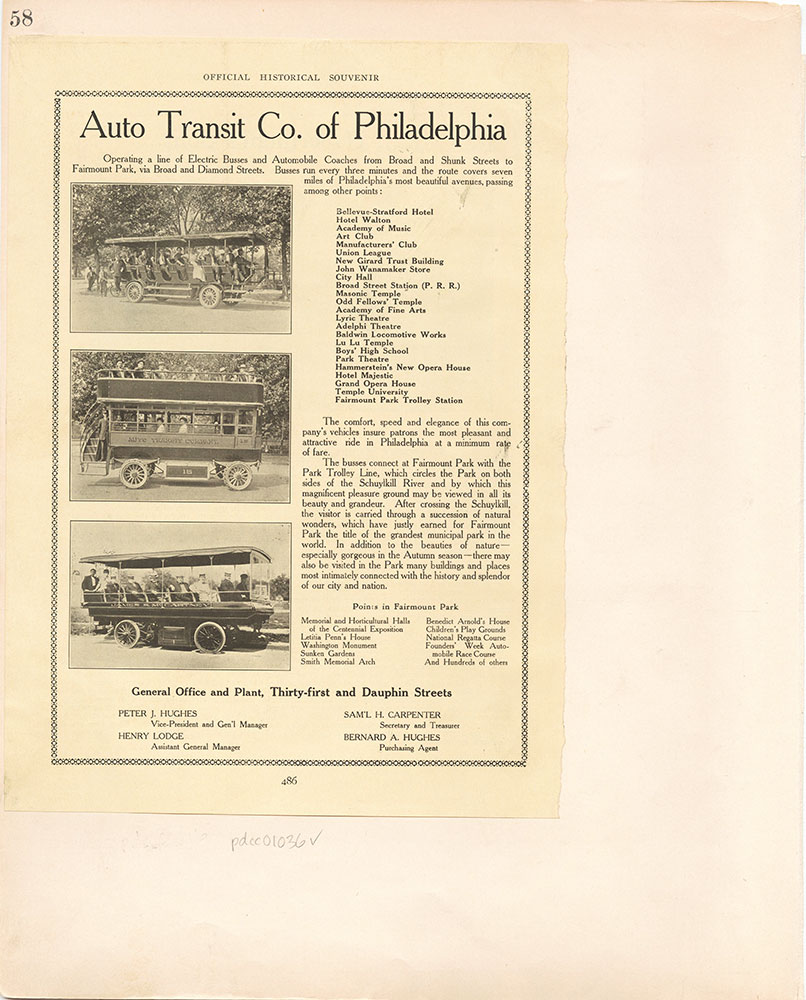 58
OFFICIAL HISTORICAL SOUVENIR
Auto Transit Co. of Philadelphia
Operating a line of Electric Busses and Automobile Coaches from Broad and Shunk Streets to
Fairmount Park, via Broad and Diamond Streets. Busses run every three minutes and the route covers seven
miles of Philadelphia's most beautiful avenues, passing
among other points:
Bellevue-Stratford Hotel
Hotel Walton
Academy of Music
Art Club
Manufacturers' Club
Union League
New Girard Trust Building
John Wanamaker Store
City Hall
Broad Street Station (P. R. R.)
Masonic Temple
Odd Fellows' Temple
Academy of Fine Arts
Lyric Theatre
Adelphi Theatre
Baldwin Locomotive Works
Lu Lu Temple
Boys' High School
Park Theatre
Hammerstein's New Opera House
Hotel Majestic
Grand Opera House
Temple University
Fairmount Park Trolley Station
AUTO TRANSIT COMPANY
The comfort, speed and elegance of this com-
pany's vehicles insure patrons the most pleasant and
attractive ride in Philadelphia at a minimum rate
of fare.
The busses connect at Fairmount Park with the
Park Trolley Line, which circles the Park on both
sides of the Schuylkill River and by which this
magnificent pleasure ground may be viewed in all its
beauty and grandeur. After crossing the Schuylkill,
the visitor is carried through a succession of natural
wonders, which have justly earned for Fairmount
Park the title of the grandest municipal park in the
world. In addition to the beauties of nature—
especially gorgeous in the Autumn season—there may
also be visited in the Park many buildings and places
most intimately connected with the history and splendor
of our city and nation.
Points in Fairmount Park
Memorial and Horticultural Halls
of the Centennial Exposition
Letitia Penn's House
Washington Monument
Sunken Gardens
Smith Memorial Arch
Benedict Arnold's House
Children's Play Grounds
National Regatta Course
Founders' Week Auto-
mobile Race Course
And Hundreds of others
General Office and Plant, Thirty-first and Dauphin Streets
PETER J. HUGHES
Vice-President and Gen'l Manager
HENRY LODGE
Assistant General Manager
SAM'L H. CARPENTER
Secretary and Treasurer
BERNARD A. HUGHES
Purchasing Agent
486
pdcc01036✓